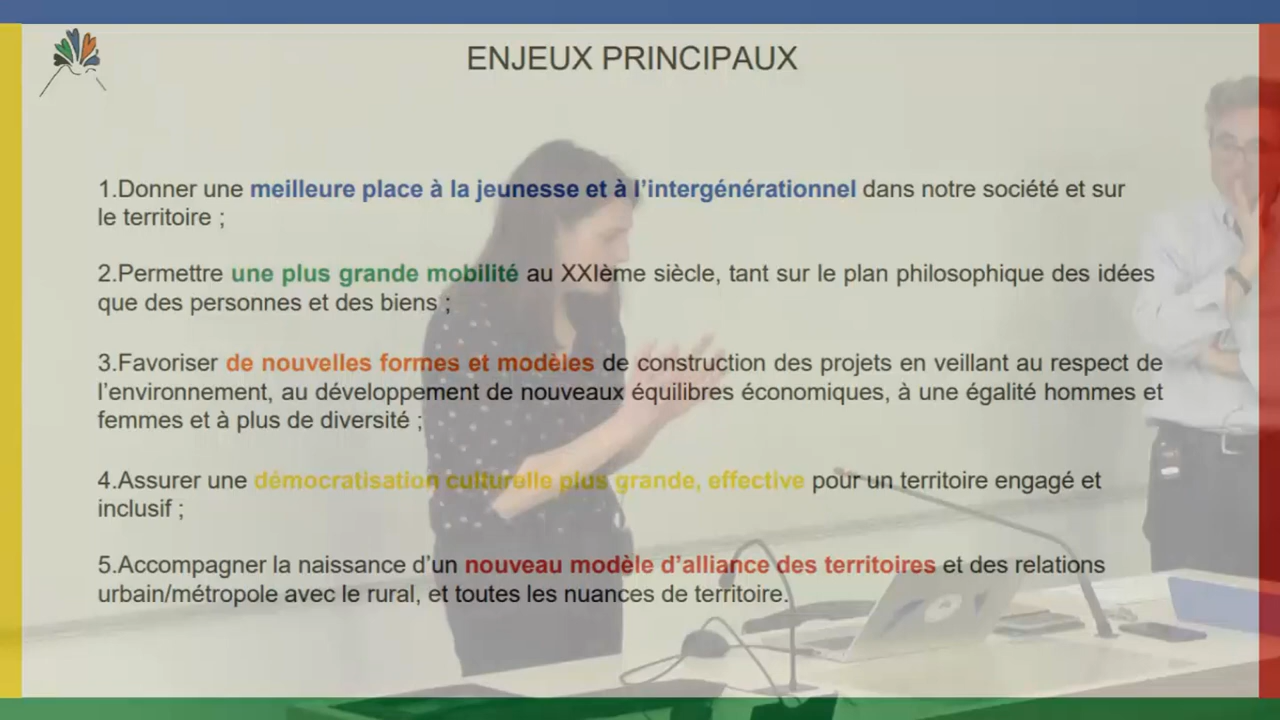 ENJEUX PRINCIPAUX
1.Donner une meilleure place à la jeunesse et à l’intergénérationnel dans notre société et sur
le territoire ;
2.Permettre une plus grande mobilité au XXIème siècle, tant sur le plan philosophique des idées
que des personnes et des biens ;
3.Favoriser de nouvelles formes et modèles de construction des projets en veillant au respect de
l’environnement, au développement de nouveaux équilibres économiques, à une égalité hommes et
femmes et à plus de diversité ;
4.Assurer une démocratisation culturelle plus grande, effective pour un territoire engagé et
inclusif ;
5.Accompagner la naissance d’un nouveau modèle d’alliance des territoires et des relations
urbain/métropole avec le rural, et toutes les nuances de territoire.